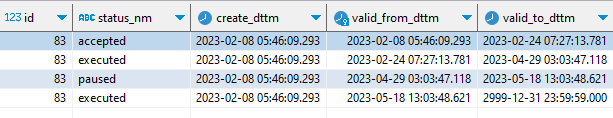 123 id ABC status_nm create_dttm valid_from_dttm valid_to_dttm
83 accepted 2023-02-08 05:46:09.293 2023-02-08 05:46:09.293 2023-02-24 07:27:13.781
83 executed 2023-02-08 05:46:09.293 2023-02-24 07:27:13.781 2023-04-29 03:03:47.118
83 paused 2023-02-08 05:46:09.293 2023-04-29 03:03:47.118 2023-05-18 13:03:48.621
83 executed 2023-02-08 05:46:09.293 2023-05-18 13:03:48.621 2999-12-31 23:59:59.000